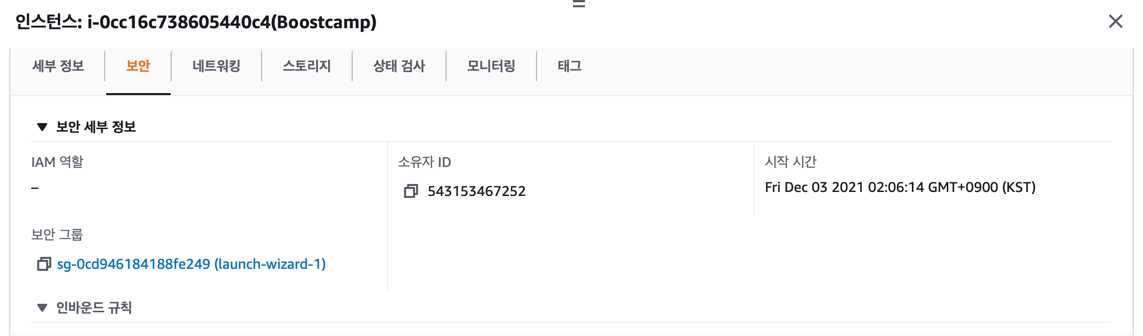 인스턴스: i-0cc16c738605440c4(Boostcamp)
세부 정보 보안 네트워킹 스토리지 상태 검사 모니터링 태그
▼ 보안 세부 정보
IAM 역할 소유자 ID 시작 시간
– 543153467252 Fri Dec 03 2021 02:06:14 GMT+0900 (KST)
보안 그룹
sg-0cd946184188fe249 (launch-wizard-1)
▼ 인바운드 규칙